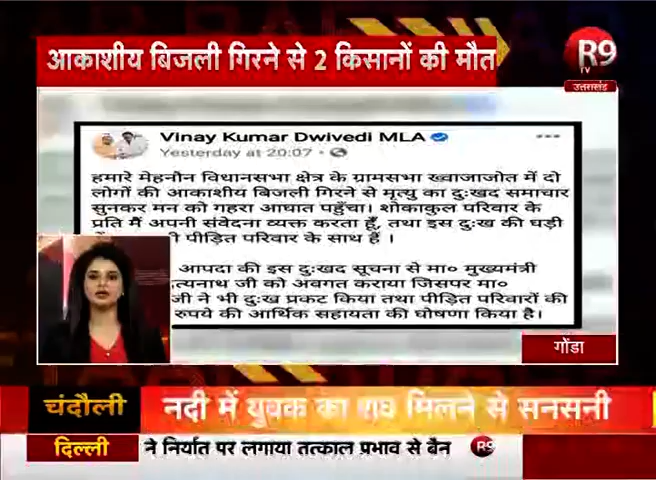 आकाशीय बिजली गिरने से 2 किसानों की मौत
R9
TV
उत्तराखंड
Vinay Kumar Dwivedi MLA
Yesterday at 20:07
हमारे मेहनौन विधानसभा क्षेत्र के ग्रामसभा ख्वाजाजोत में दो
लोगों की आकाशीय बिजली गिरने से मृत्यु का दुःखद समाचार
सुनकर मन को गहरा आघात पहुँचा। शोकाकुल परिवार के
प्रति मैं अपनी संवेदना व्यक्त करता हूँ, तथा इस दुःख की घड़ी
पीड़ित परिवार के साथ हैं ।
आपदा की इस दुःखद सूचना से मा० मुख्यमंत्री
त्यनाथ जी को अवगत कराया जिसपर मा०
जी ने भी दुःख प्रकट किया तथा पीड़ित परिवारों की
रुपये की आर्थिक सहायता की घोषणा किया है।
गोंडा
चंदौली
नदी में युवक का शव मिलने से सनसनी
दिल्ली
ने निर्यात पर लगाया तत्काल प्रभाव से बैन
R9